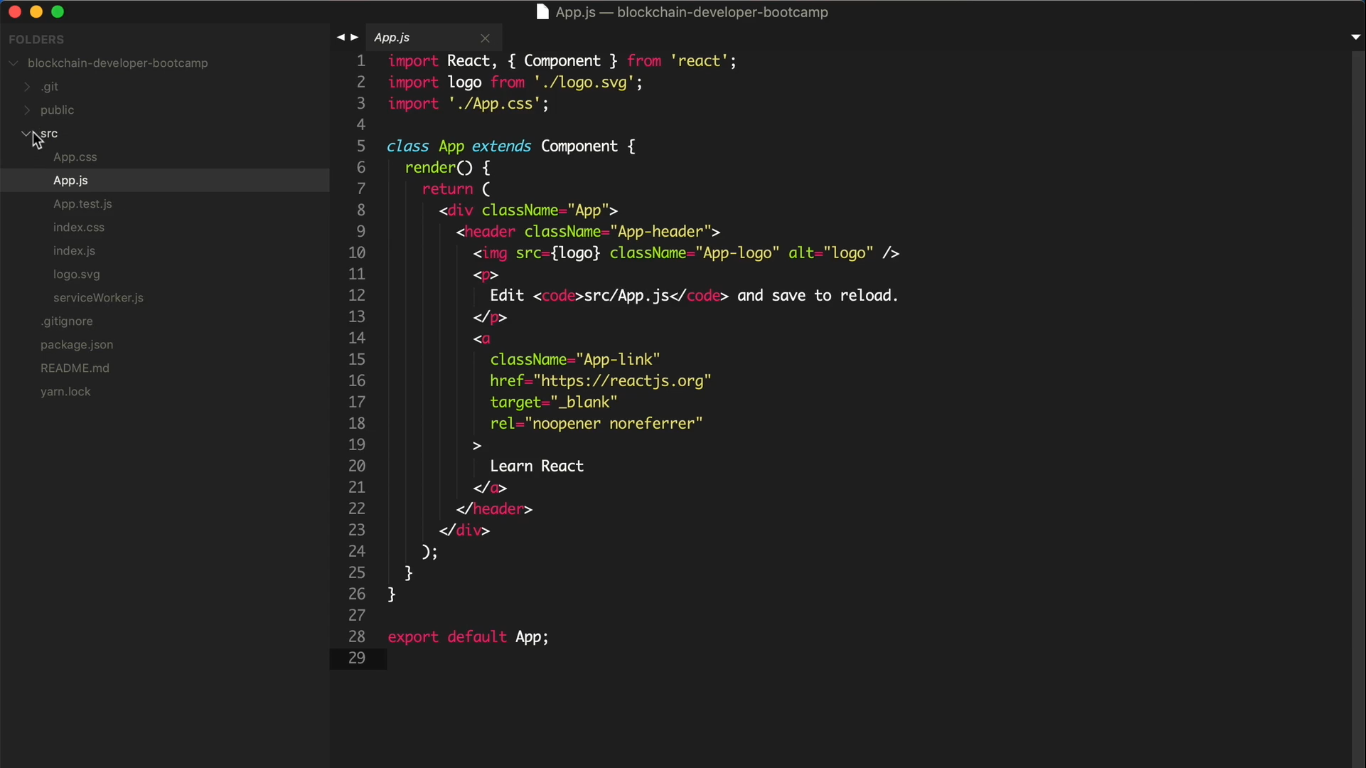 App.js — blockchain-developer-bootcamp
FOLDERS
blockchain-developer-bootcamp
.git
public
src
App.css
App.js
App.test.js
index.css
index.js
logo.svg
serviceWorker.js
.gitignore
package.json
README.md
yarn.lock
App.js
1 import React, { Component } from 'react';
2 import logo from './logo.svg';
3 import './App.css';
4
5 class App extends Component {
6 render() {
7 return (
8 <div className="App">
9 <header className="App-header">
10 <img src={logo} className="App-logo" alt="logo" />
11 <p>
12 Edit <code>src/App.js</code> and save to reload.
13 </p>
14 <a
15 className="App-link"
16 href="https://reactjs.org"
17 target="_blank"
18 rel="noopener noreferrer"
19 >
20 Learn React
21 </a>
22 </header>
23 </div>
24 );
25 }
26 }
27
28 export default App;
29